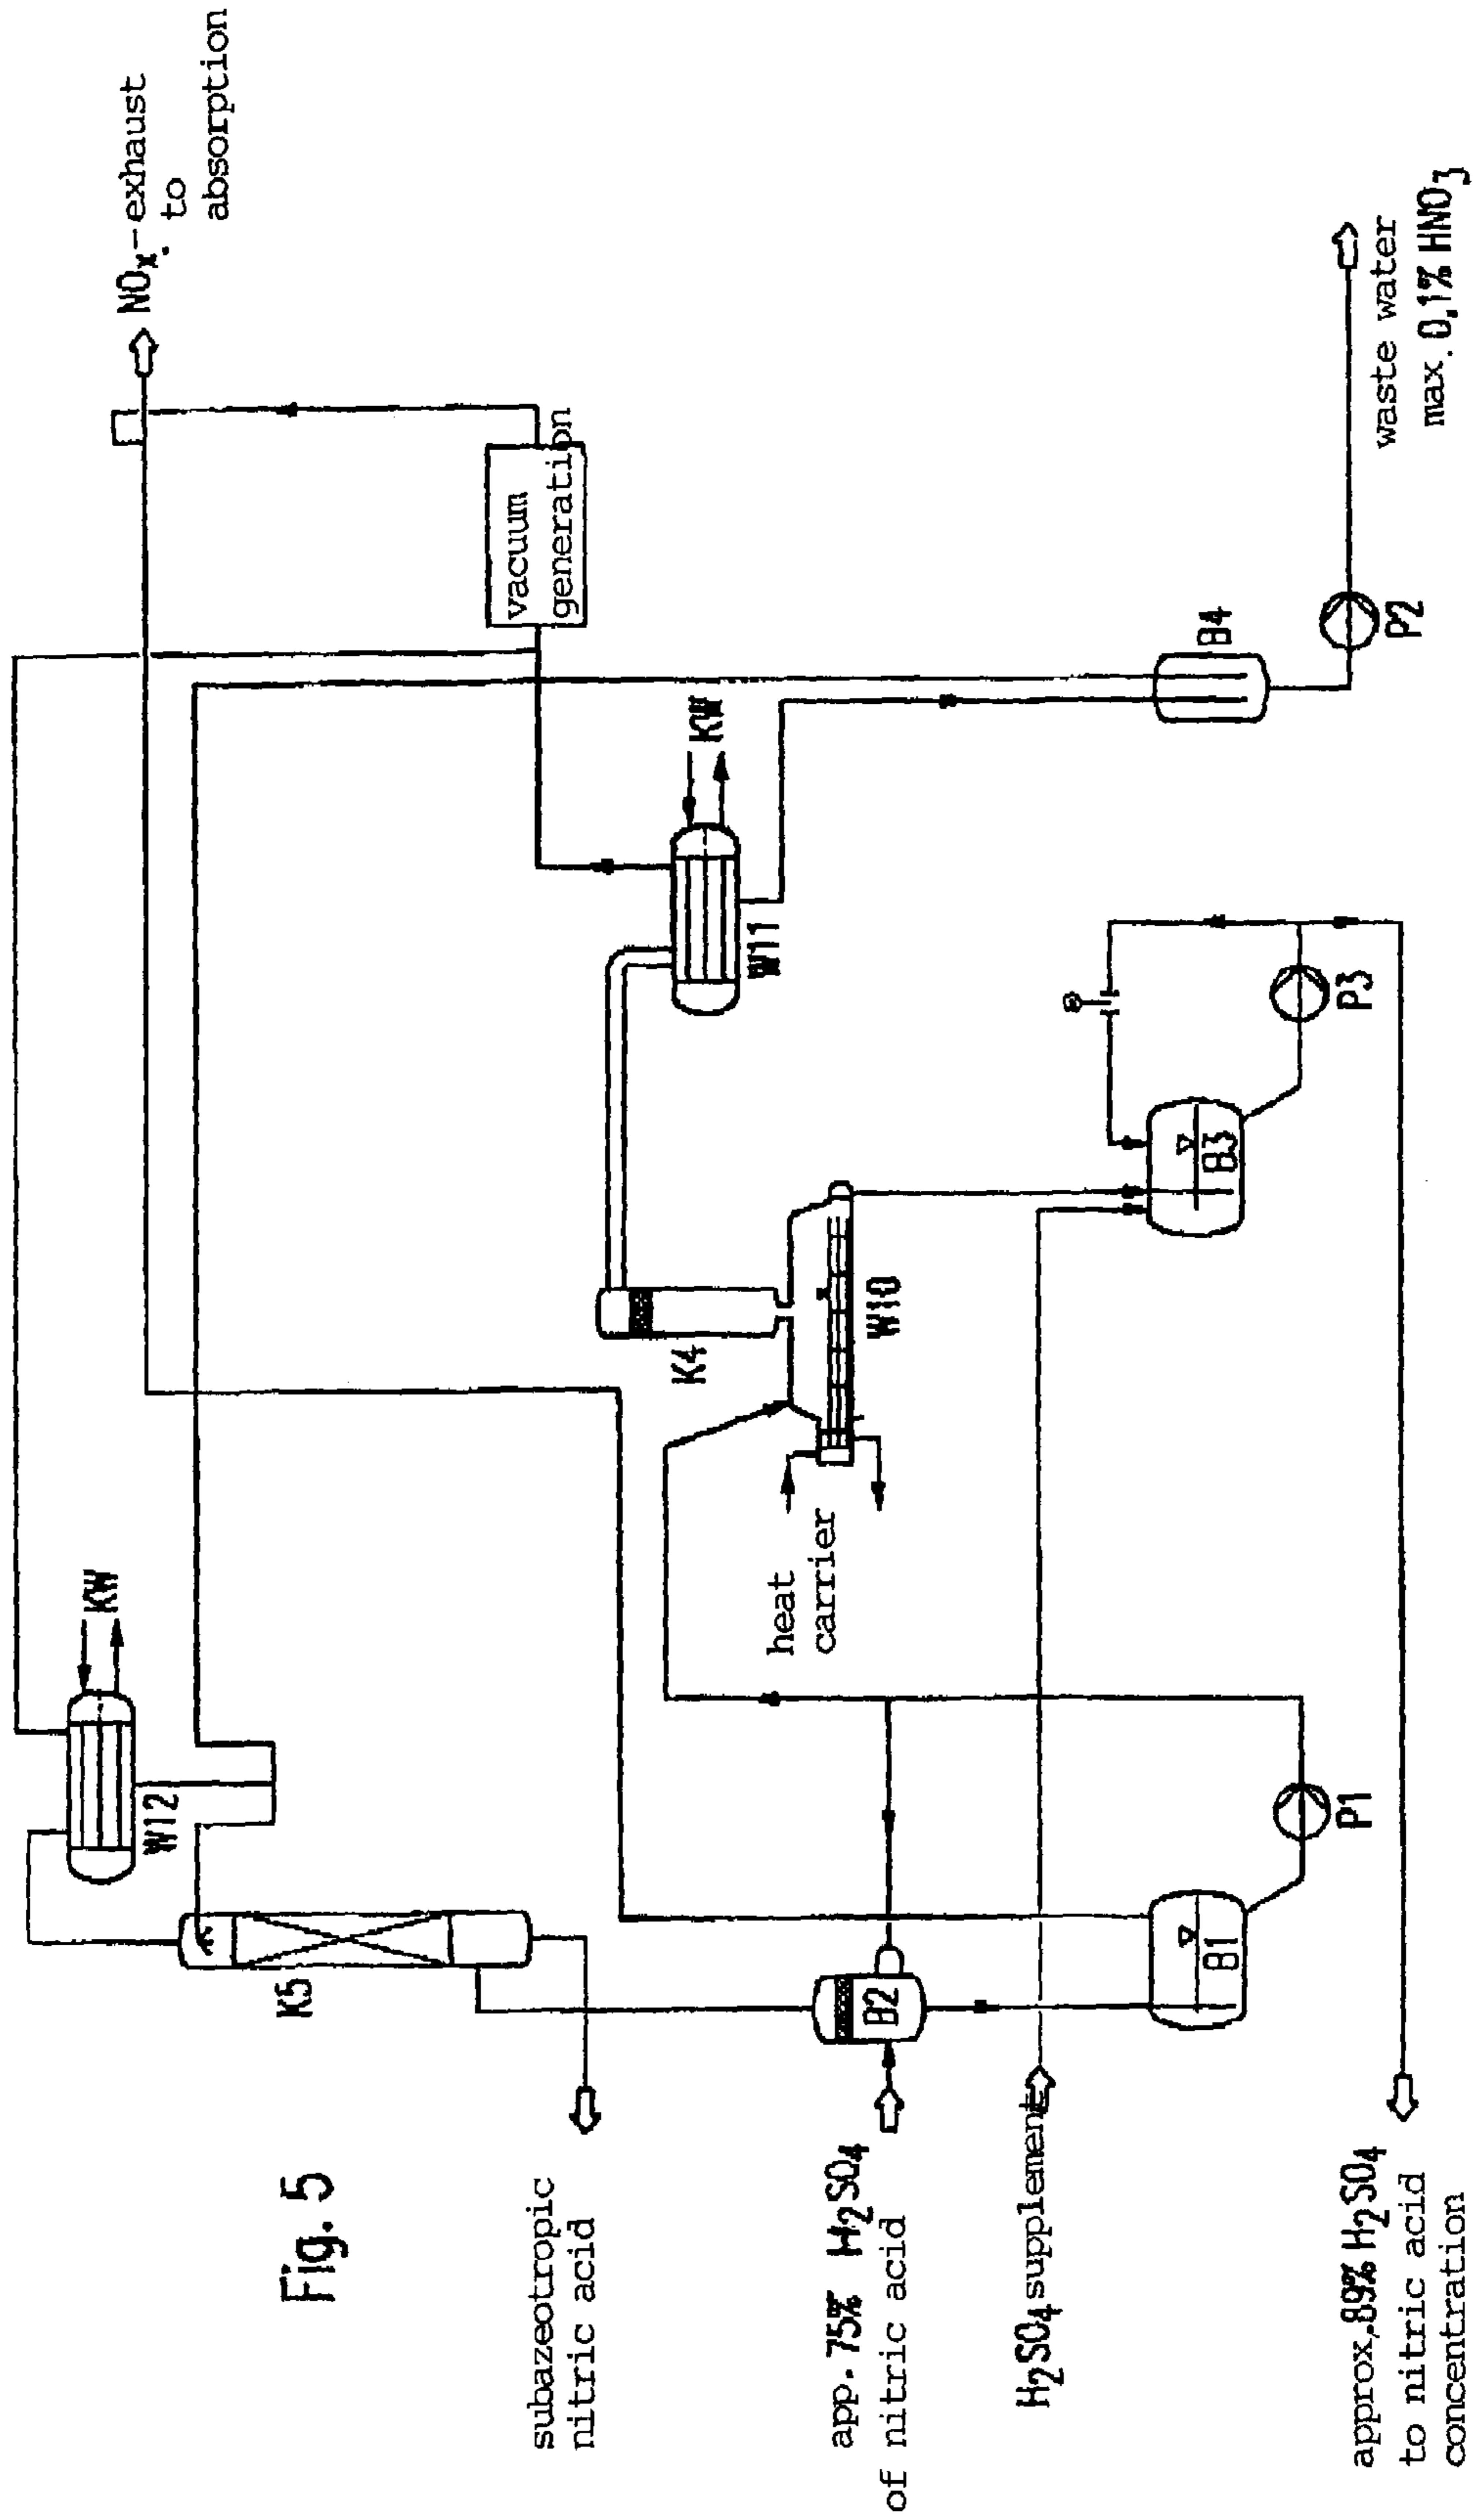 Fig. 5
NOx.-exhaust
to
absorption
KW
W12
K5
vacuum
generation
KW
W11
K4
W10
heat
carrier
B4
P2
waste water
max. 0,1% HNO3
B3
P3
B2
B1
P1
subazeotropic
nitric acid
app. 75% H2SO4
of nitric acid
H2SO4 supplement
approx. 89% H2SO4
to nitric acid
concentration